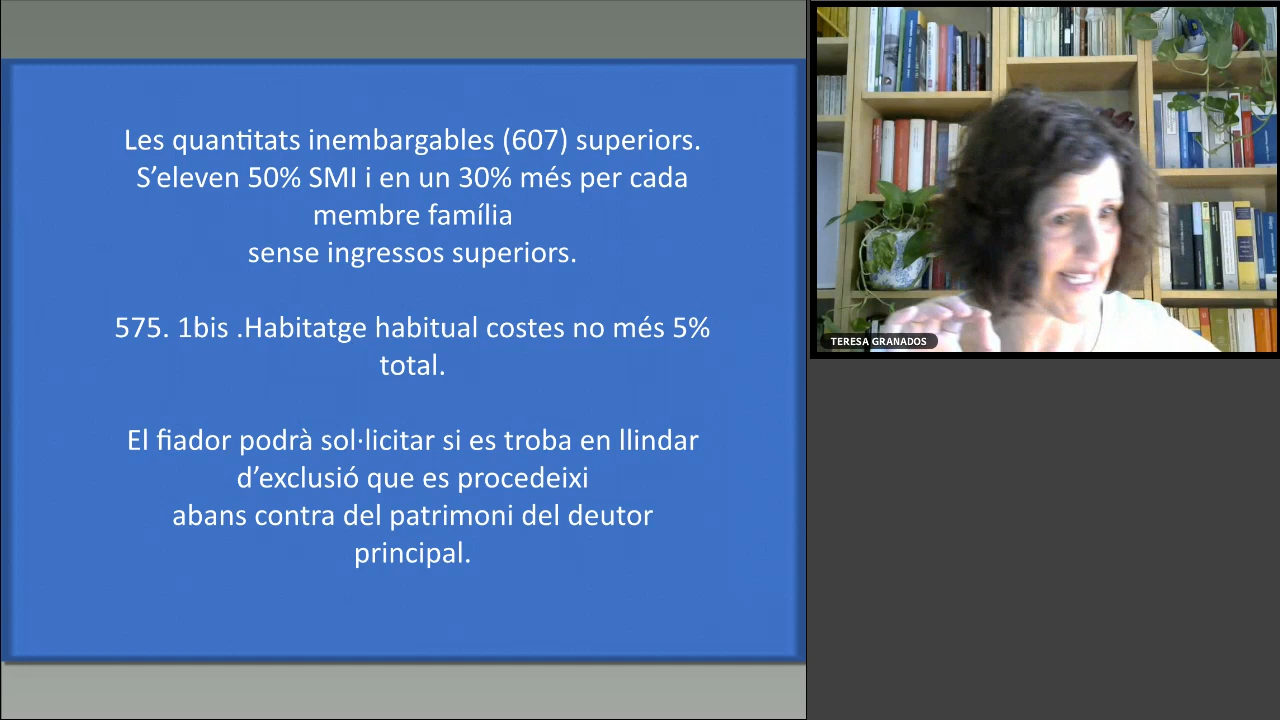 Les quantitats inembargables (607) superiors.
S’eleven 50% SMI i en un 30% més per cada
membre família
sense ingressos superiors.
575. 1bis .Habitatge habitual costes no més 5%
total.
El fiador podrà sol·licitar si es troba en llindar
d’exclusió que es procedeixi
abans contra del patrimoni del deutor
principal.
TERESA GRANADOS